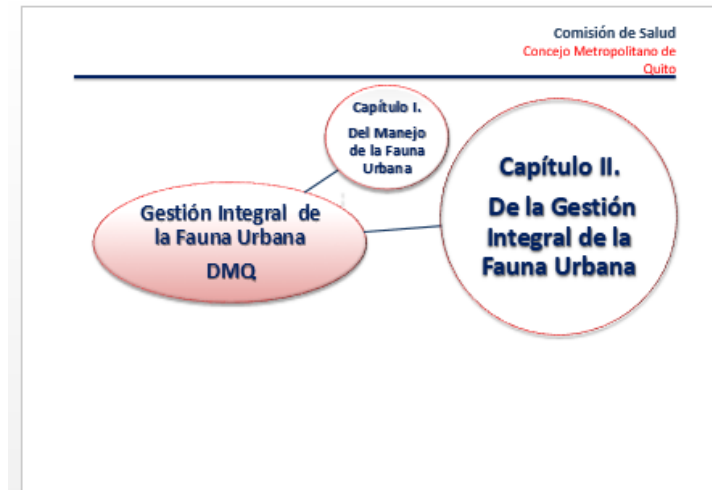 Comisión de Salud
Concejo Metropolitano de
Quito
Capítulo I.
Del Manejo
de la Fauna
Urbana
Capítulo II.
De la Gestión
Integral de la
Fauna Urbana
Gestión Integral de
la Fauna Urbana
DMQ